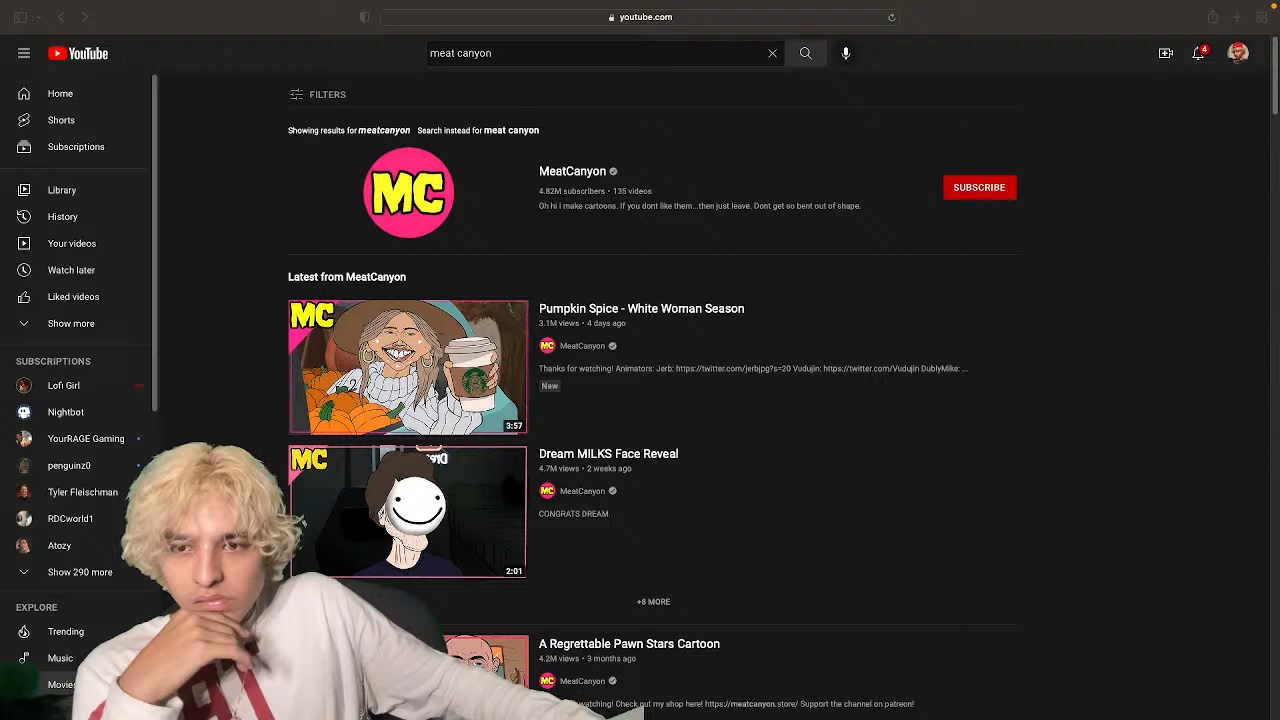 youtube.com
YouTube
meat canyon
4
Home
Shorts
Subscriptions
Library
History
Your videos
Watch later
Liked videos
Show more
SUBSCRIPTIONS
Lofi Girl
Nightbot
YourRAGE Gaming
penguinz0
Tyler Fleischman
RDCworld1
Atozy
Show 290 more
EXPLORE
Trending
Music
Movies
FILTERS
Showing results for meatcanyon Search instead for meat canyon
MC
MeatCanyon
4.82M subscribers • 135 videos
Oh hi i make cartoons. If you dont like them...then just leave. Dont get so bent out of shape.
SUBSCRIBE
Latest from MeatCanyon
MC
3:57
Pumpkin Spice - White Woman Season
3.1M views • 4 days ago
MC MeatCanyon
Thanks for watching! Animators: Jerb: https://twitter.com/jerbjpg?s=20 Vudujin: https://twitter.com/Vudujin DublyMike: ...
New
MC
2:01
Dream MILKS Face Reveal
4.7M views • 2 weeks ago
MC MeatCanyon
CONGRATS DREAM.
+8 MORE
A Regrettable Pawn Stars Cartoon
4.2M views • 3 months ago
MC MeatCanyon
watching! Check out my shop here! https://meatcanyon.store/ Support the channel on patreon!